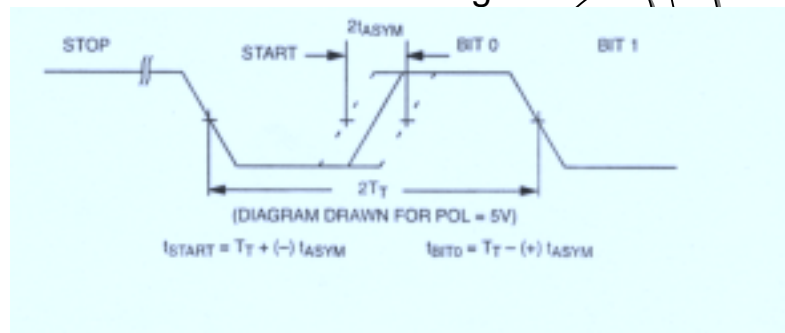 2tASYM
STOP START BIT 0 BIT 1
2TT
(DIAGRAM DRAWN FOR POL = 5V)
tSTART = TT + (–) tASYM tBIT0 = TT – (+) tASYM